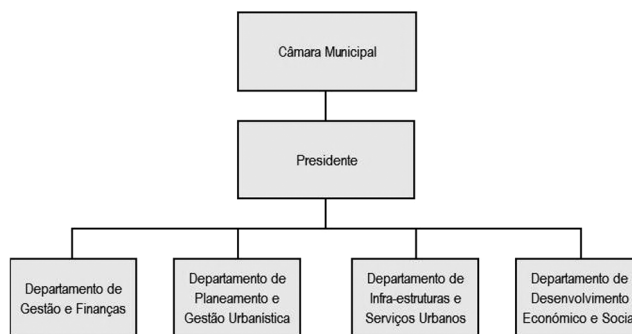 Câmara Municipal
Presidente
Departamento de
Gestão e Finanças
Departamento de
Planeamento e
Gestão Urbanística
Departamento de
Infra-estruturas e
Serviços Urbanos
Departamento de
Desenvolvimento
Económico e Social